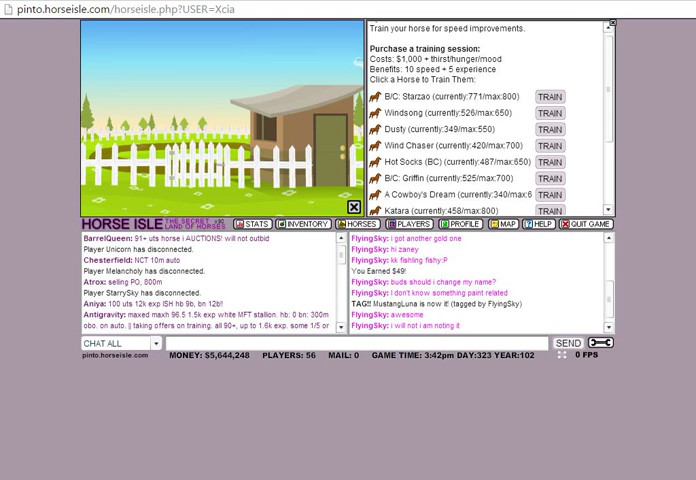 pinto.horseisle.com/horseisle.php?USER=Xcia
Train your horse for speed improvements.
Purchase a training session:
Costs: $1,000 + thirst/hunger/mood
Benefits: 10 speed + 5 experience
Click a Horse to Train Them:
B/C: Starzao (currently:771/max:800) TRAIN
Windsong (currently:526/max:650) TRAIN
Dusty (currently:349/max:550) TRAIN
Wind Chaser (currently:420/max:700) TRAIN
Hot Socks (BC) (currently:487/max:650) TRAIN
B/C: Griffin (currently:525/max:700) TRAIN
A Cowboy's Dream (currently:340/max:6 TRAIN
Katara (currently:458/max:800) TRAIN
HORSE ISLE THE SECRET LAND OF HORSES
STATS INVENTORY HORSES PLAYERS PROFILE MAP HELP QUIT GAME
BarrelQueen: 91+ uts horse i AUCTIONS! will not outbid
Player Unicorn has disconnected.
Chesterfield: NCT 10m auto
Player Melancholy has disconnected.
Atrox: selling PO, 800m
Player StarrySky has disconnected.
Aniya: 100 uts 12k exp ISH hb 9b, bn 12b!
Antigravity: maxed maxh 96.5 1.5k exp white MFT stallion. hb: 0 bn: 300m
obo. on auto. || taking offers on training. all 90+, up to 1.6k exp. some 1/5 or
FlyingSky: i got another gold one
FlyingSky: hi zaney
FlyingSky: kk fishing fishy:P
You Earned $49!
FlyingSky: buds should i change my name?
FlyingSky: I don't know something paint related
TAG!! MustangLuna is now it! (tagged by FlyingSky)
FlyingSky: awesome
FlyingSky: i will not i am noting it
CHAT ALL SEND
pinto.horseisle.com MONEY: $5,644,248 PLAYERS: 56 MAIL: 0 GAME TIME: 3:42pm DAY:323 YEAR:102 0 FPS